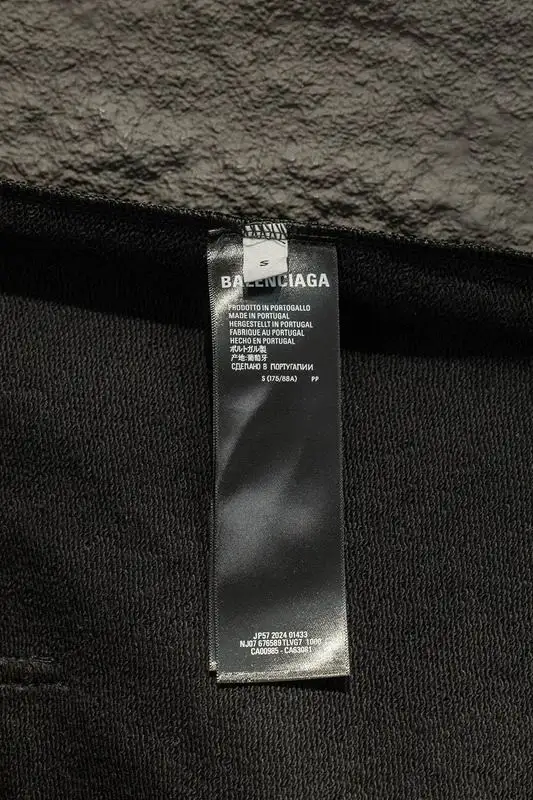 S
BALENCIAGA
PRODOTTO IN PORTOGALLO
MADE IN PORTUGAL
HERGESTELLT IN PORTUGAL
FABRIQUE AU PORTUGAL
HECHO EN PORTUGAL
ポルトガル製
产地:葡萄牙
СДЕЛАНО В ПОРТУГАЛИИ
S (175/88A) PP
JP57 2024 01433
NJ07 676589 TLVG7 1000
CA00985 - CA63081